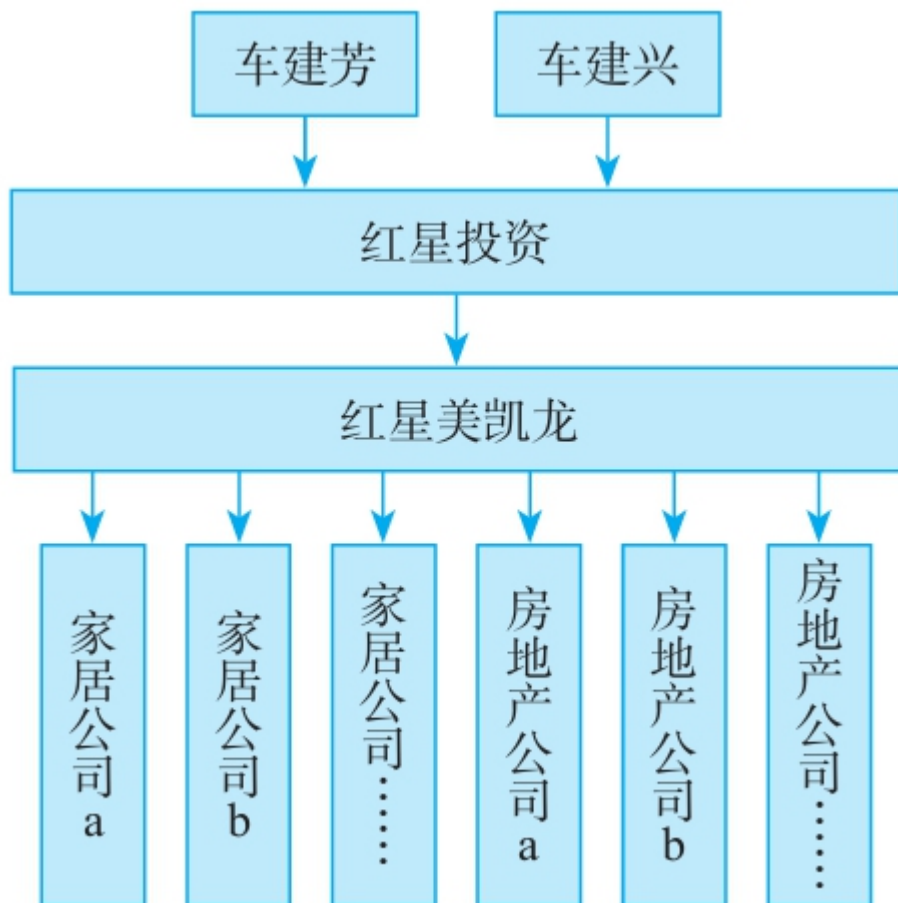 车建芳
车建兴
红星投资
红星美凯龙
家居公司a
家居公司b
家居公司……
房地产公司a
房地产公司b
房地产公司……